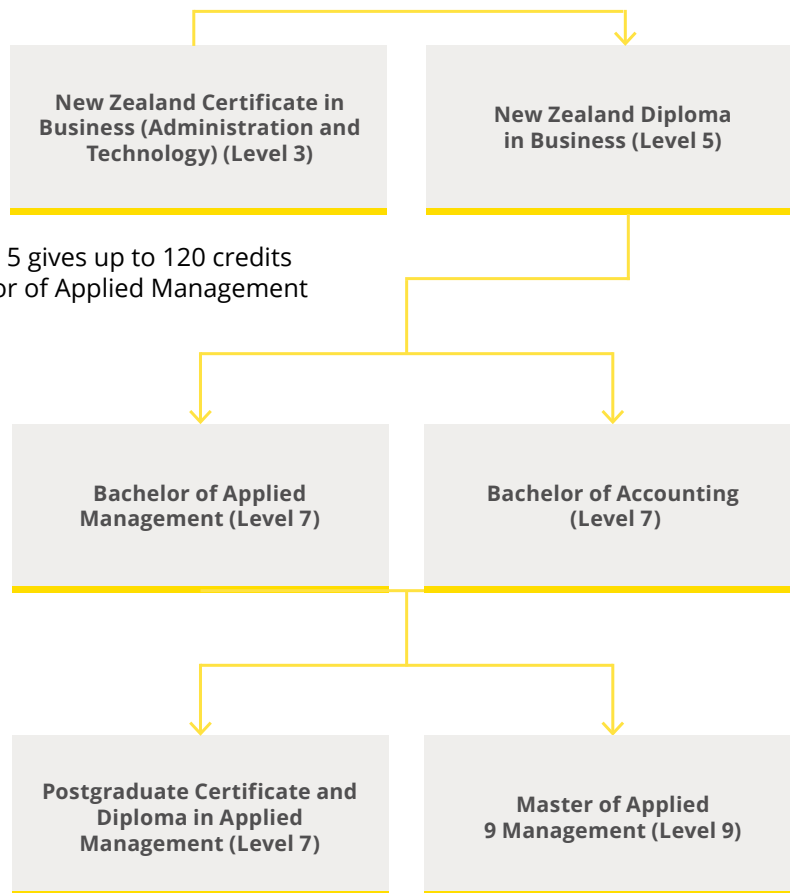 New Zealand Certificate in
Business (Administration and
Technology) (Level 3)
New Zealand Diploma
in Business (Level 5)
5 gives up to 120 credits
or of Applied Management
Bachelor of Applied
Management (Level 7)
Bachelor of Accounting
(Level 7)
Postgraduate Certificate and
Diploma in Applied
Management (Level 7)
Master of Applied
9 Management (Level 9)